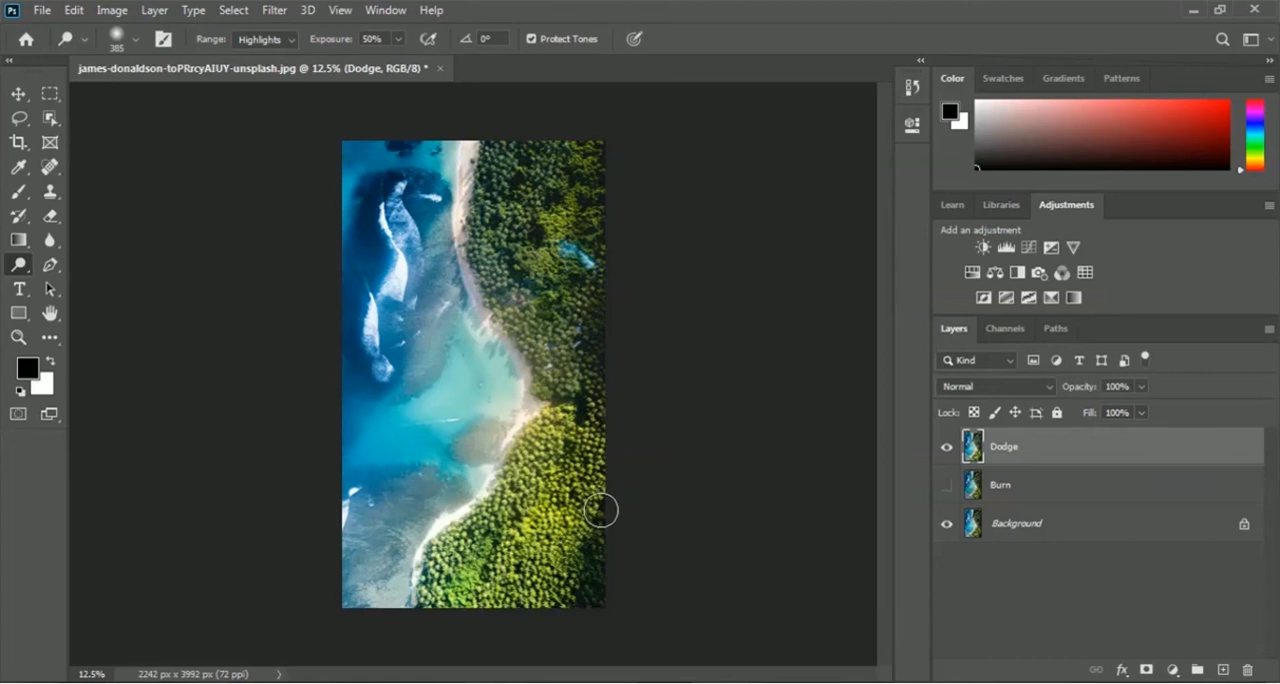 Ps File Edit Image Layer Type Select Filter 3D View Window Help
385 Range: Highlights Exposure: 50% 0° Protect Tones
james-donaldson-toPRrcyAIUY-unsplash.jpg @ 12.5% (Dodge, RGB/8) * ×
Color Swatches Gradients Patterns
Learn Libraries Adjustments
Add an adjustment
Layers Channels Paths
Kind
Normal Opacity: 100%
Lock: Fill: 100%
Dodge
Burn
Background
12.5% 2242 px x 3992 px (72 ppi)